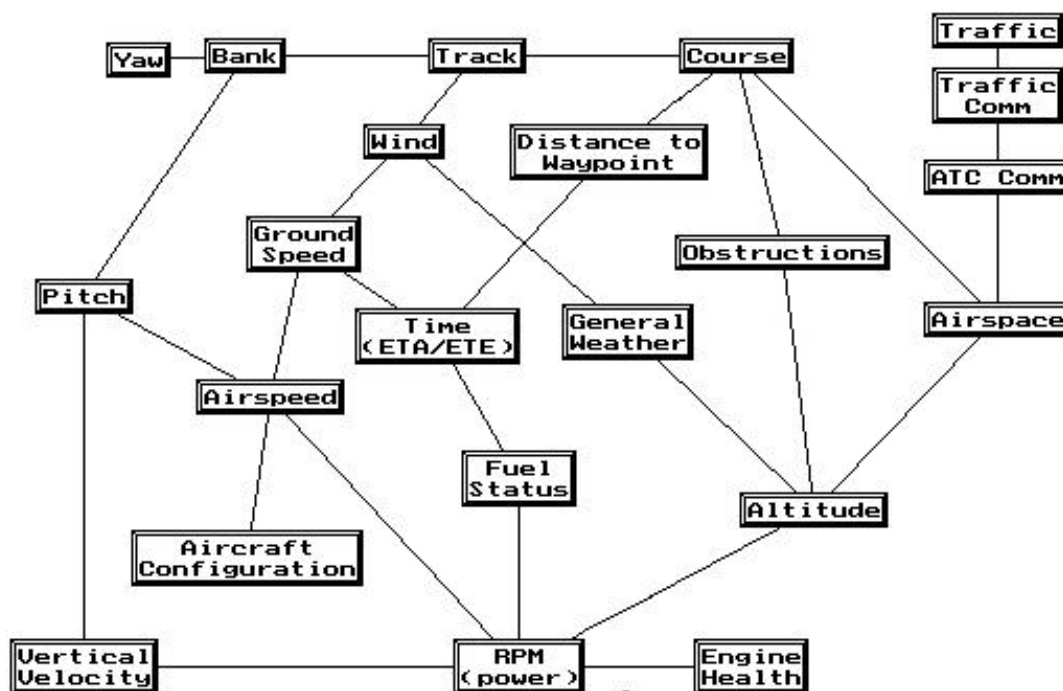 Traffic
Yaw
Bank
Track
Course
Traffic
Comm
Wind
Distance to
Waypoint
ATC Comm
Ground
Speed
Obstructions
Pitch
Time
(ETA/ETE)
General
Weather
Airspace
Airspeed
Fuel
Status
Altitude
Aircraft
Configuration
Vertical
Velocity
RPM
(power)
Engine
Health